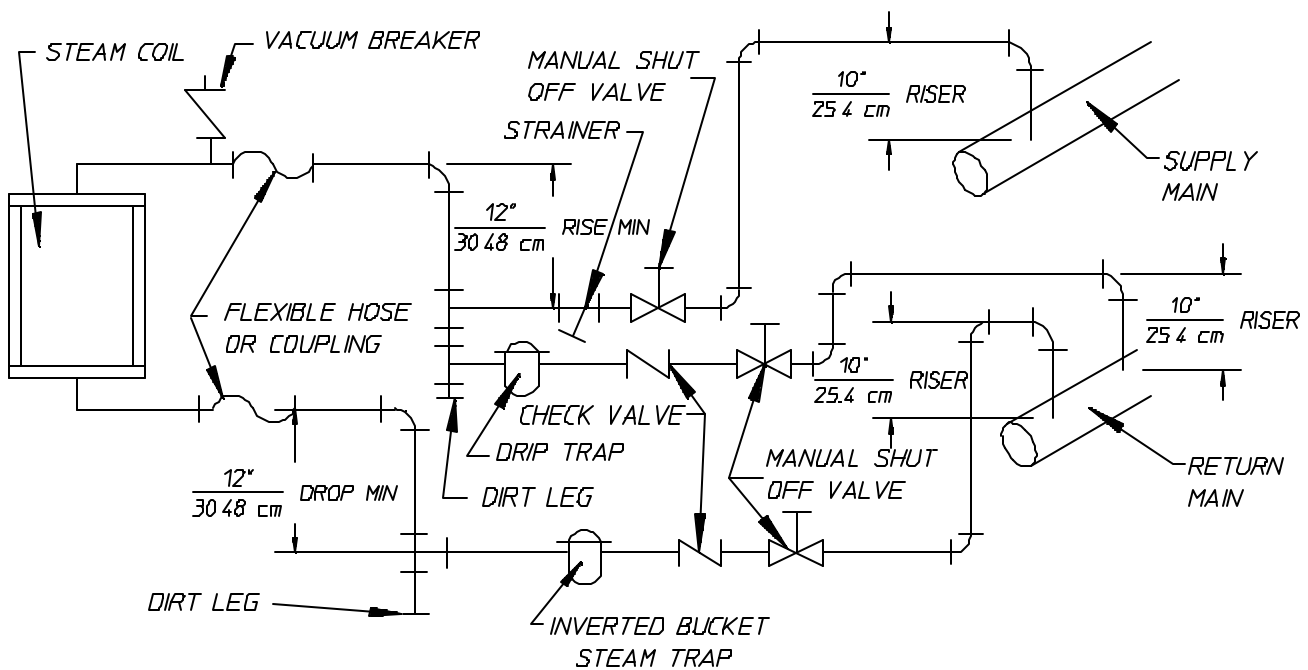 STEAM COIL
VACUUM BREAKER
MANUAL SHUT
OFF VALVE
STRAINER
10"
25.4 cm
RISER
SUPPLY
MAIN
12"
30.48 cm
RISE MIN
FLEXIBLE HOSE
OR COUPLING
10"
25.4 cm
RISER
10"
25.4 cm
RISER
CHECK VALVE
DRIP TRAP
DIRT LEG
MANUAL SHUT
OFF VALVE
RETURN
MAIN
12"
30.48 cm
DROP MIN
DIRT LEG
INVERTED BUCKET
STEAM TRAP